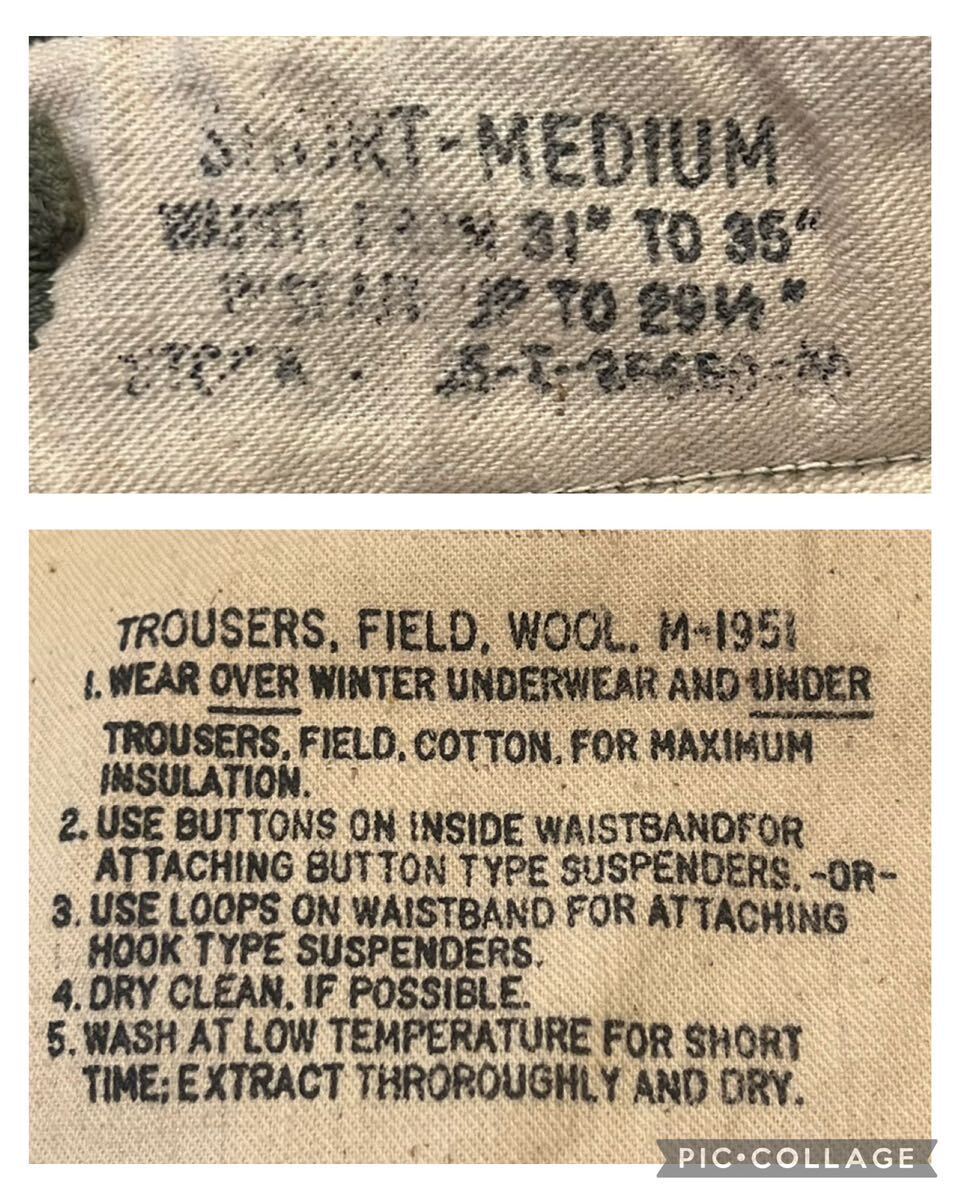 SHORT-MEDIUM
WAIST. FROM 31" TO 35"
UP TO 29½"
TROUSERS, FIELD, WOOL, M-1951
1. WEAR OVER WINTER UNDERWEAR AND UNDER
TROUSERS, FIELD, COTTON, FOR MAXIMUM
INSULATION.
2. USE BUTTONS ON INSIDE WAISTBANDFOR
ATTACHING BUTTON TYPE SUSPENDERS. -OR-
3. USE LOOPS ON WAISTBAND FOR ATTACHING
HOOK TYPE SUSPENDERS.
4. DRY CLEAN, IF POSSIBLE.
5. WASH AT LOW TEMPERATURE FOR SHORT
TIME; EXTRACT THROROUGHLY AND DRY.
PIC•COLLAGE